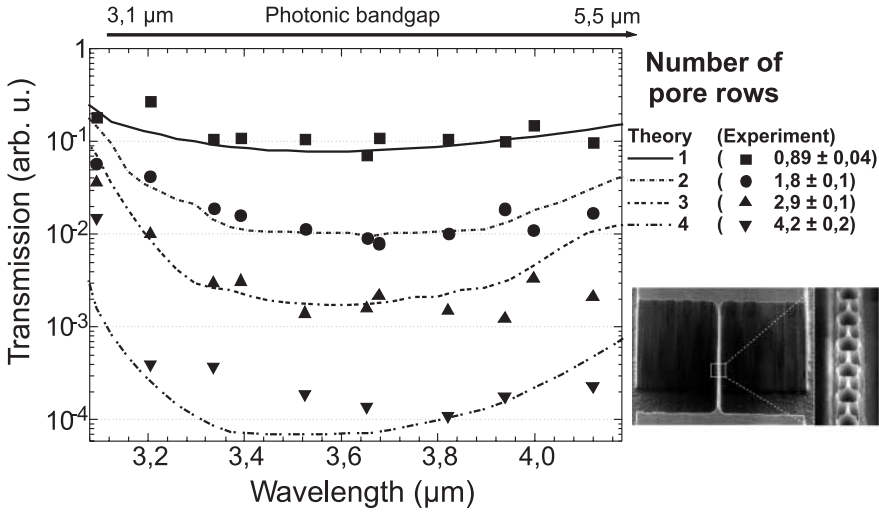 3,1 µm Photonic bandgap 5,5 µm
Transmission (arb. u.)
1
10-1
10-2
10-3
10-4
3,2 3,4 3,6 3,8 4,0
Wavelength (µm)
Number of
pore rows
Theory (Experiment)
1 ( 0,89 ± 0,04)
2 ( 1,8 ± 0,1)
3 ( 2,9 ± 0,1)
4 ( 4,2 ± 0,2)